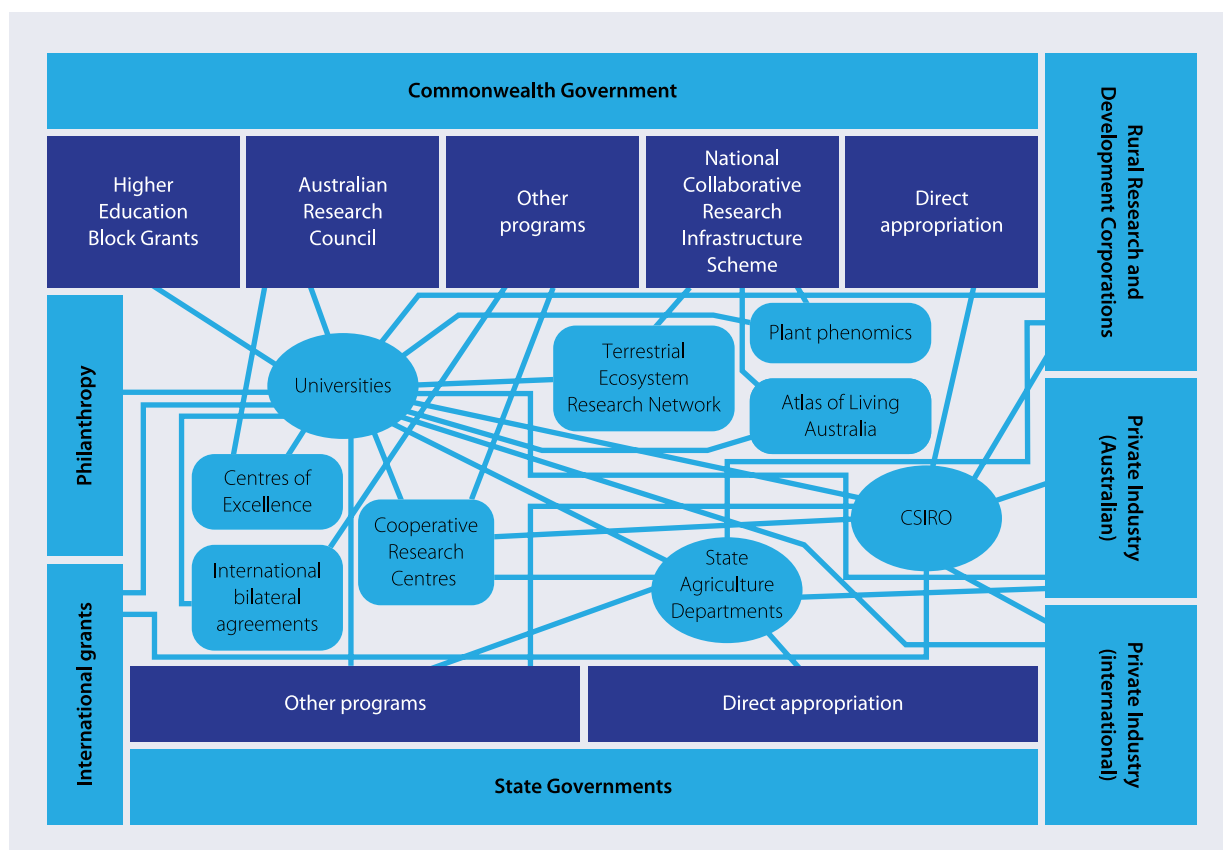 Commonwealth Government
Rural Research and
Development Corporations
Higher
Education
Block Grants
Australian
Research
Council
Other
programs
National
Collaborative
Research
Infrastructure
Scheme
Direct
appropriation
Philanthropy
Universities
Terrestrial
Ecosystem
Research Network
Plant phenomics
Atlas of Living
Australia
Private Industry
(Australian)
Centres of
Excellence
Cooperative
Research
Centres
CSIRO
State
Agriculture
Departments
International
bilateral
agreements
International grants
Private Industry
(international)
Other programs
Direct appropriation
State Governments